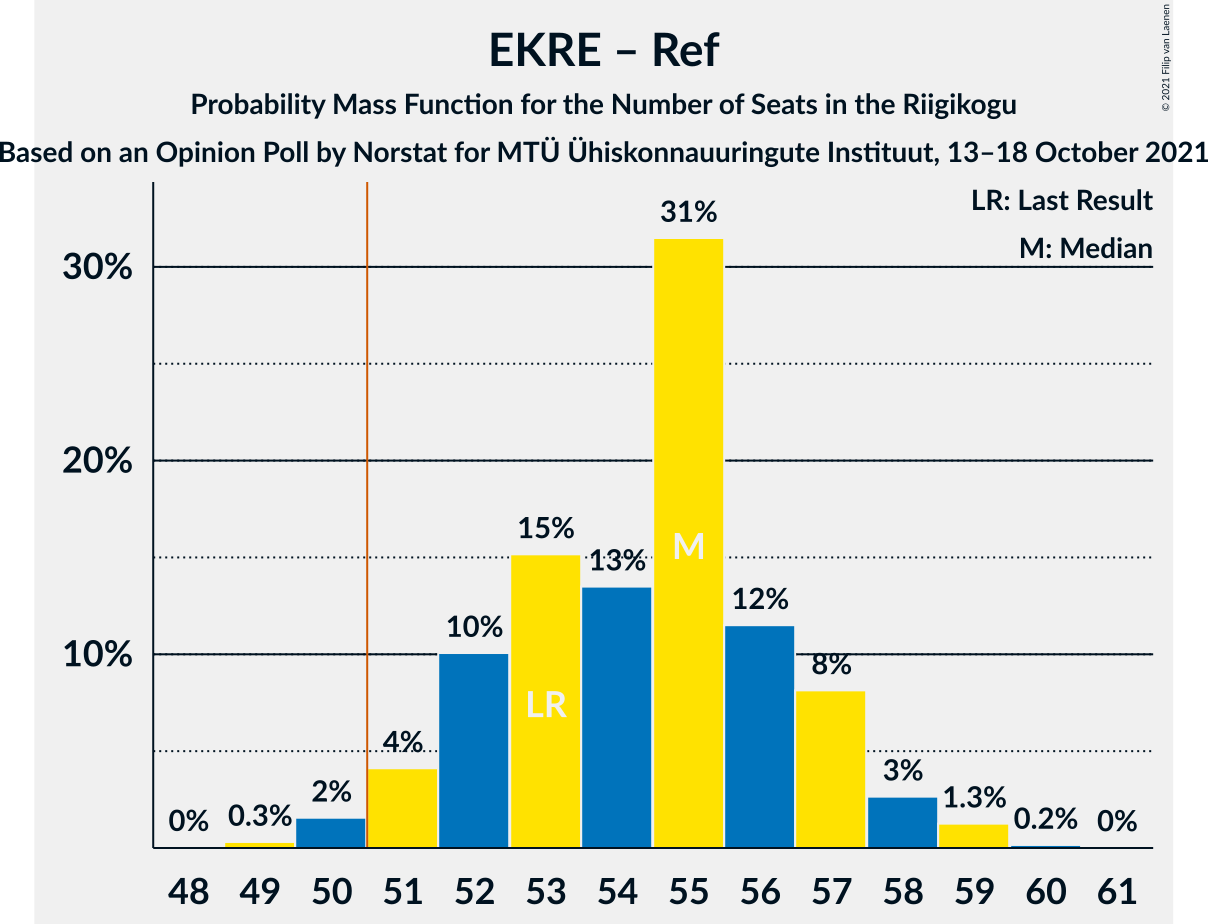 EKRE – Ref
Probability Mass Function for the Number of Seats in the Riigikogu
Based on an Opinion Poll by Norstat for MTÜ Ühiskonnauuringute Instituut, 13–18 October 2021
© 2021 Filip van Laenen
LR: Last Result
M: Median
30%
20%
10%
0%
0.3%
2%
4%
10%
15%
13%
31%
12%
8%
3%
1.3%
0.2%
0%
LR
M
48 49 50 51 52 53 54 55 56 57 58 59 60 61